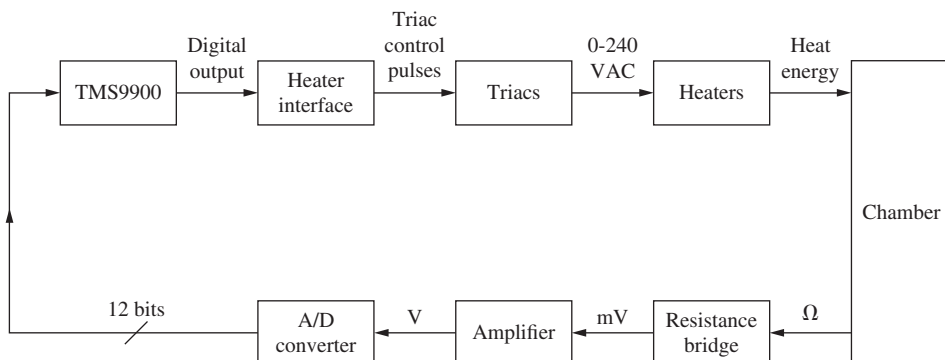 Digital
output
Triac
control
pulses
0-240
VAC
Heat
energy
TMS9900
Heater
interface
Triacs
Heaters
Chamber
12 bits
A/D
converter
V
Amplifier
mV
Resistance
bridge
Ω